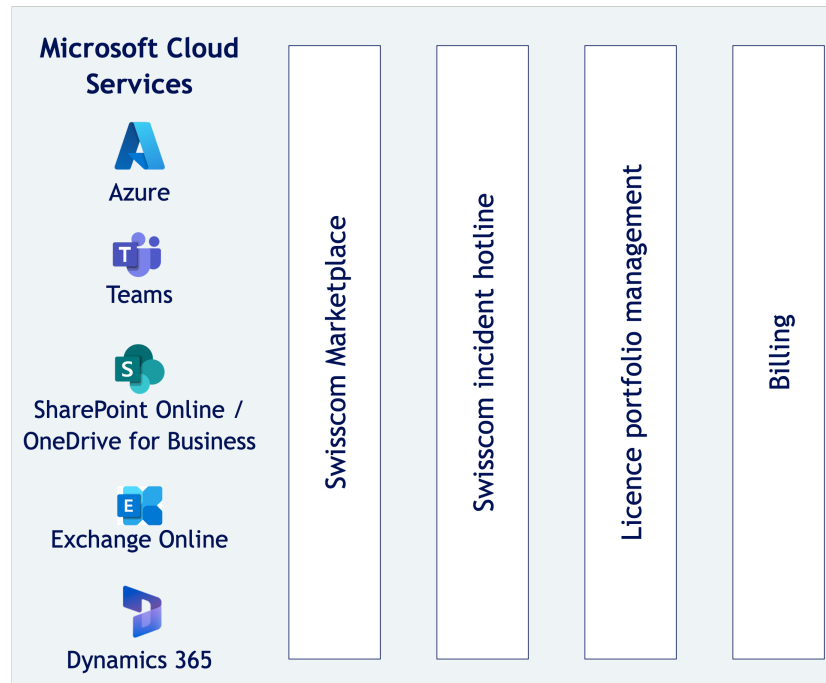 Microsoft Cloud
Services
Azure
T
Teams
S
SharePoint Online /
OneDrive for Business
E
Exchange Online
Dynamics 365
Swisscom Marketplace
Swisscom incident hotline
Licence portfolio management
Billing